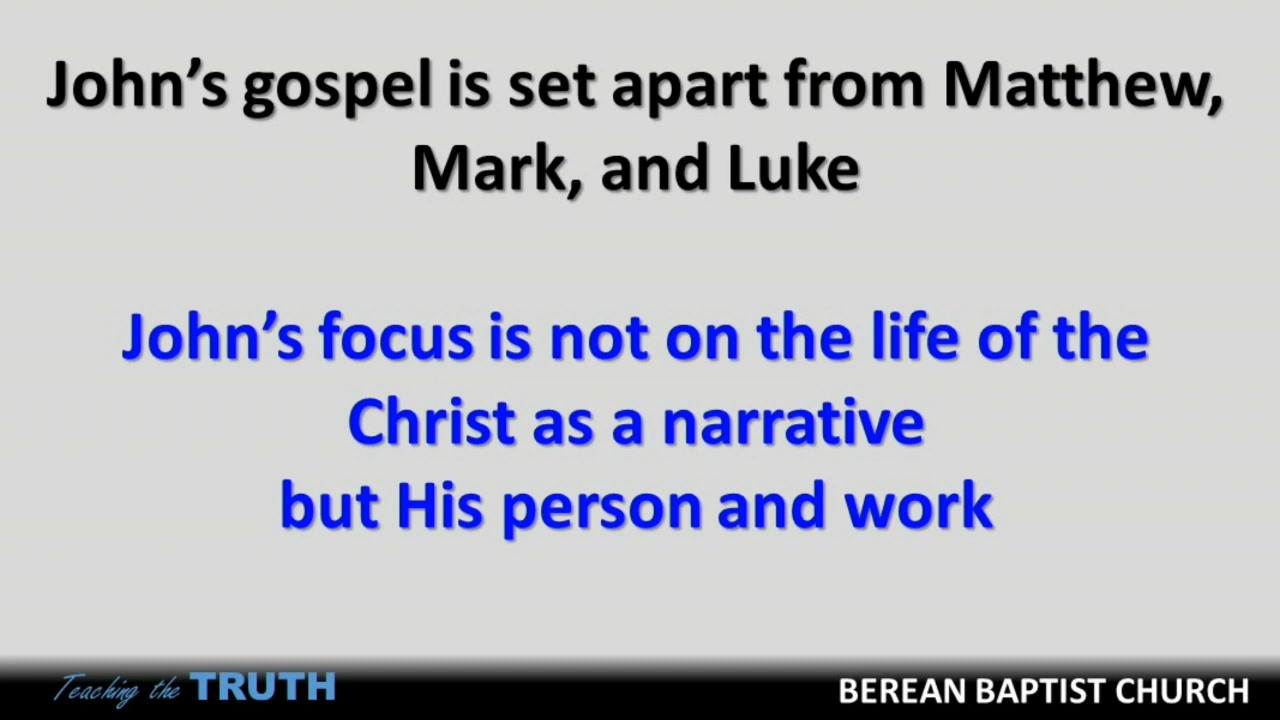 John’s gospel is set apart from Matthew,
Mark, and Luke
John’s focus is not on the life of the
Christ as a narrative
but His person and work
Teaching the TRUTH
BEREAN BAPTIST CHURCH